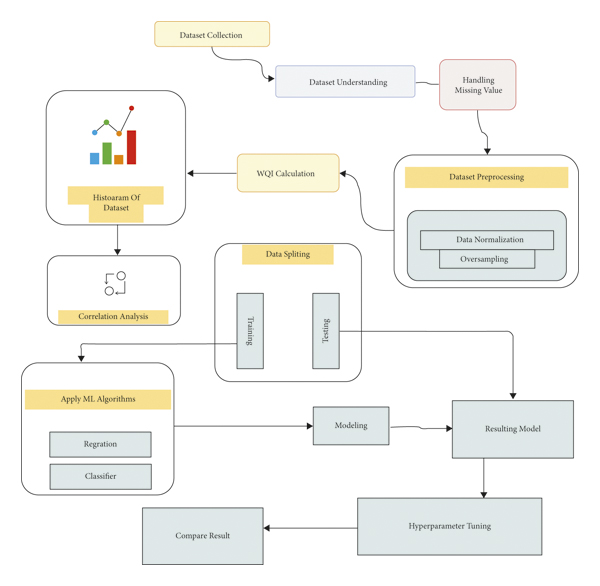 Dataset Collection
Dataset Understanding
Handling
Missing Value
Dataset Preprocessing
Data Normalization
Oversampling
WQI Calculation
Histoaram Of
Dataset
Correlation Analysis
Data Spliting
Training
Testing
Apply ML Algorithms
Regration
Classifier
Modeling
Resulting Model
Hyperparameter Tuning
Compare Result